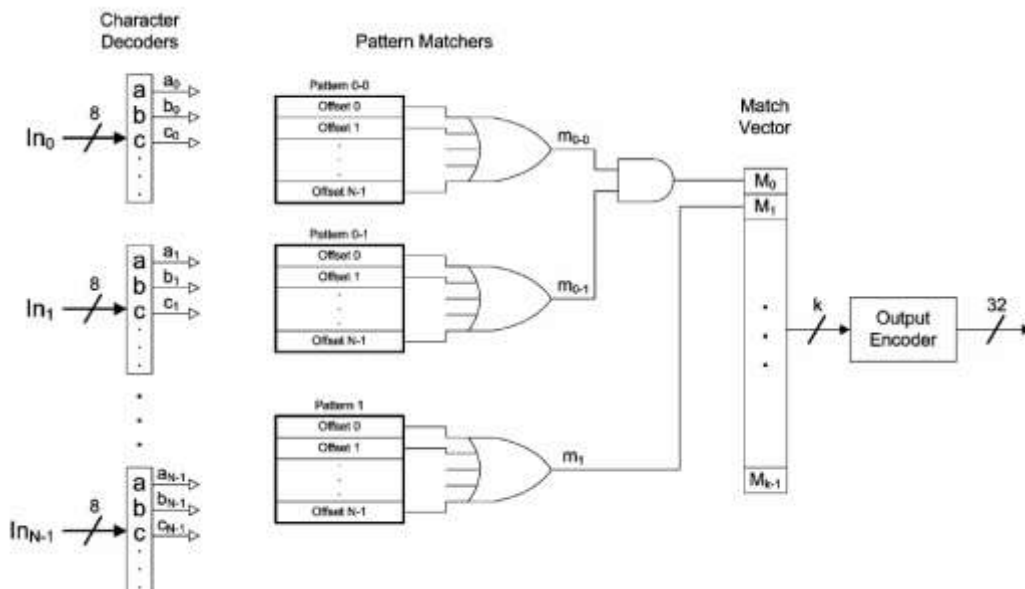 Character
Decoders
Pattern Matchers
In0
8
a
b
c
a0
b0
c0
Pattern 0-0
Offset 0
Offset 1
Offset N-1
m0-0
Match
Vector
M0
M1
Mk-1
In1
8
a
b
c
a1
b1
c1
Pattern 0-1
Offset 0
Offset 1
Offset N-1
m0-1
k
Output
Encoder
32
Pattern 1
Offset 0
Offset 1
Offset N-1
m1
InN-1
8
a
b
c
aN-1
bN-1
cN-1